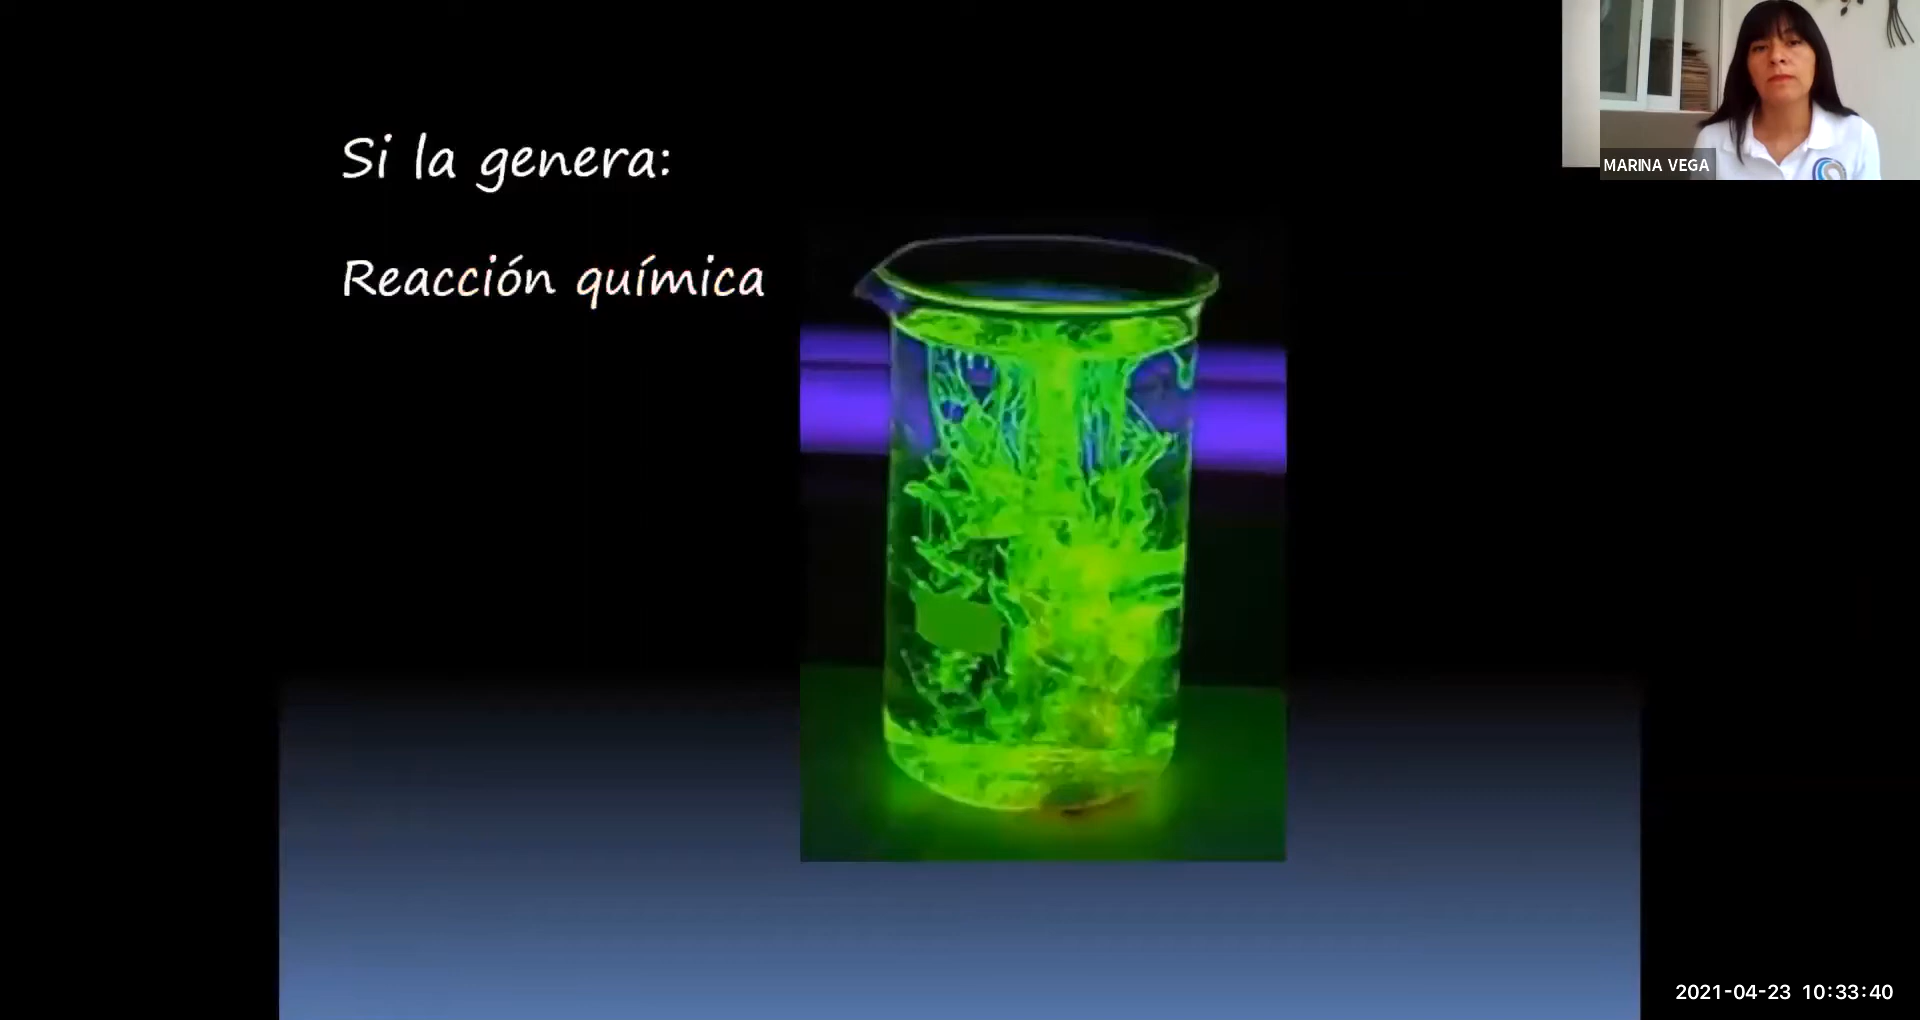 Si la genera:
Reacción química
MARINA VEGA
2021-04-23 10:33:40